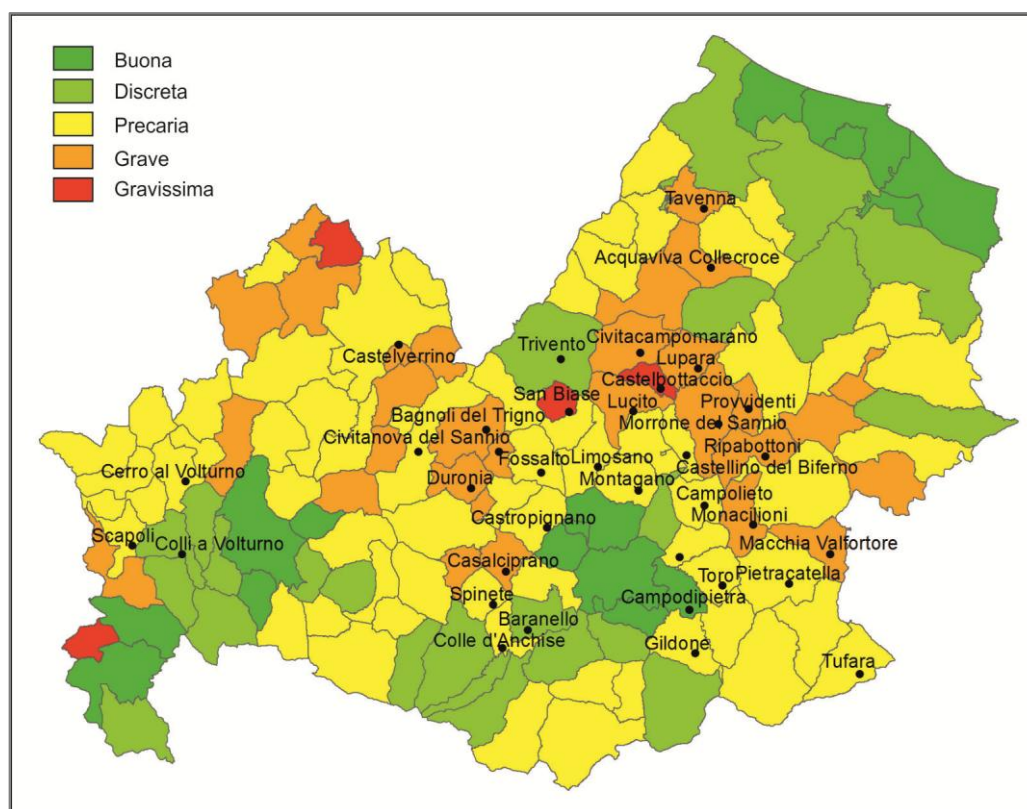 Buona
Discreta
Precaria
Grave
Gravissima
Tavenna
Acquaviva Collecroce
Civitacampomarano
Trivento
Castelverrino
Lupara
Castelbottaccio
San Biase
Lucito
Provvidenti
Bagnoli del Trigno
Morrone del Sannio
Civitanova del Sannio
Ripabottoni
Fossalto
Limosano
Castellino del Biferno
Cerro al Volturno
Duronia
Montagano
Campolieto
Monacilioni
Castropignano
Scapoli
Colli a Volturno
Macchia Valfortore
Casalciprano
Toro
Pietracatella
Spinete
Campodipietra
Baranello
Colle d'Anchise
Gildone
Tufara